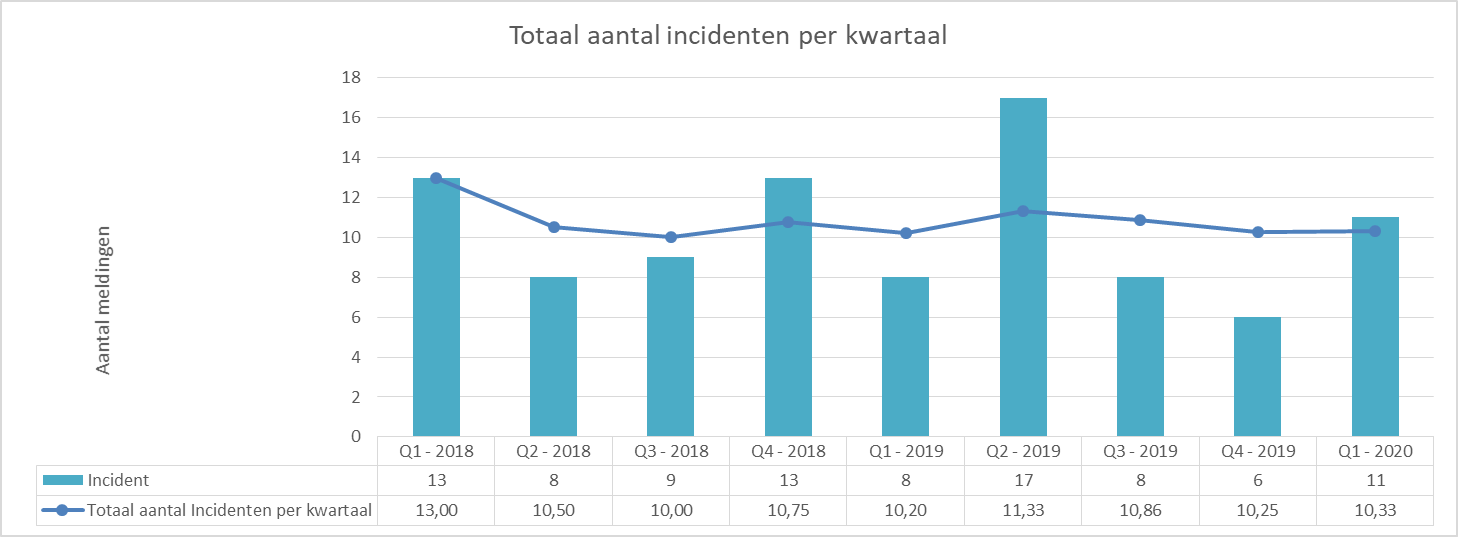 Totaal aantal incidenten per kwartaal
Aantal meldingen
18
16
14
12
10
8
6
4
2
0
Q1 - 2018 Q2 - 2018 Q3 - 2018 Q4 - 2018 Q1 - 2019 Q2 - 2019 Q3 - 2019 Q4 - 2019 Q1 - 2020
Incident 13 8 9 13 8 17 8 6 11
Totaal aantal Incidenten per kwartaal 13,00 10,50 10,00 10,75 10,20 11,33 10,86 10,25 10,33